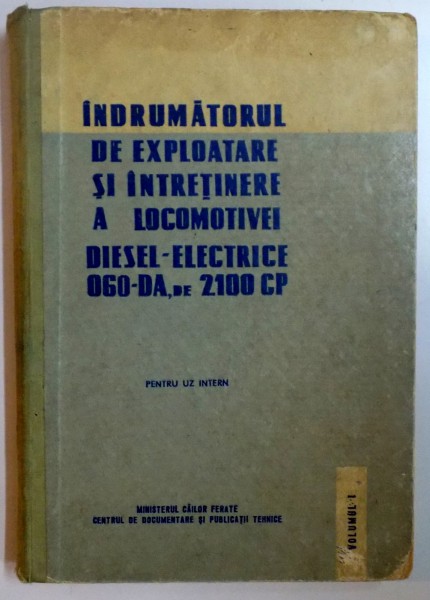 ÎNDRUMĂTORUL
DE EXPLOATARE
ȘI ÎNTREȚINERE
A LOCOMOTIVEI
DIESEL-ELECTRICE
060-DA, DE 2100 CP
PENTRU UZ INTERN
MINISTERUL CĂILOR FERATE
CENTRUL DE DOCUMENTARE ȘI PUBLICAȚII TEHNICE
VOLUMUL I